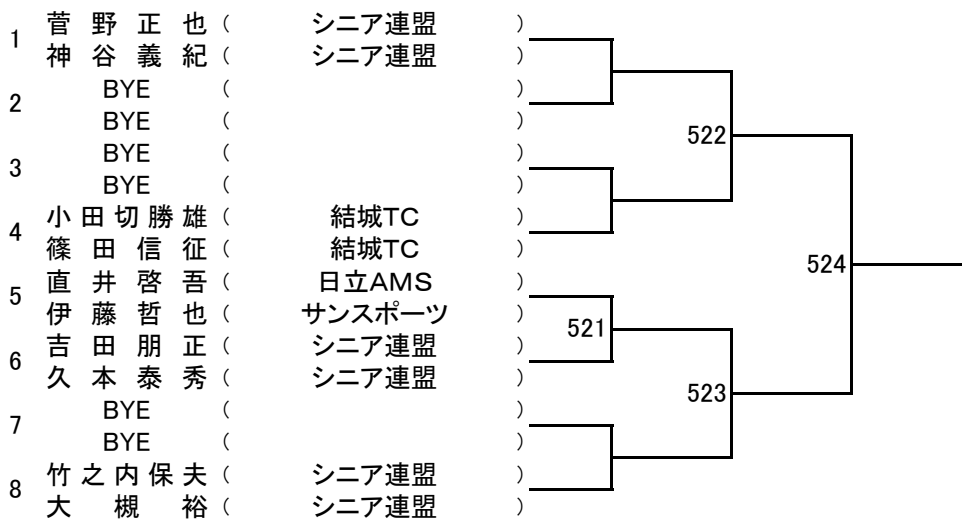 1 菅野正也( シニア連盟 )
神谷義紀( シニア連盟 )
2 BYE ( )
BYE ( )
3 BYE ( )
BYE ( )
4 小田切勝雄( 結城TC )
篠田信征( 結城TC )
5 直井啓吾( 日立AMS )
伊藤哲也( サンスポーツ )
6 吉田朋正( シニア連盟 )
久本泰秀( シニア連盟 )
7 BYE ( )
BYE ( )
8 竹之内保夫( シニア連盟 )
大槻裕( シニア連盟 )
521
522
523
524